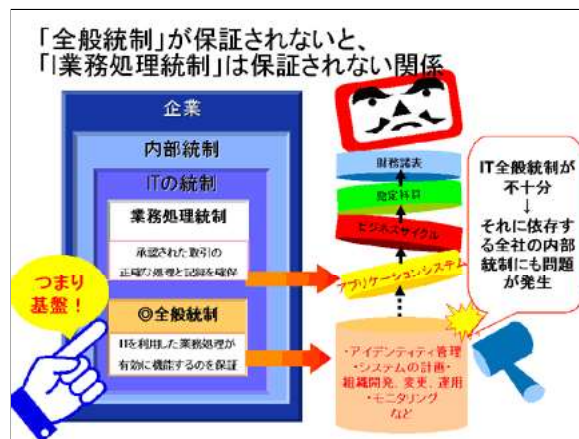 「全般統制」が保証されないと、
「I業務処理統制」は保証されない関係
企業
内部統制
ITの統制
業務処理統制
承認された取引の
正確な処理と記録を確保
つまり
基盤！
◎全般統制
ITを利用した業務処理が
有効に機能するのを保証
財務諸表
勘定科目
ビジネスサイクル
アプリケーションシステム
・アイデンティティ管理
・システムの計画・
組織開発、変更、運用
・モニタリング
など
IT全般統制が
不十分
↓
それに依存す
る全社の内部
統制にも問題
が発生